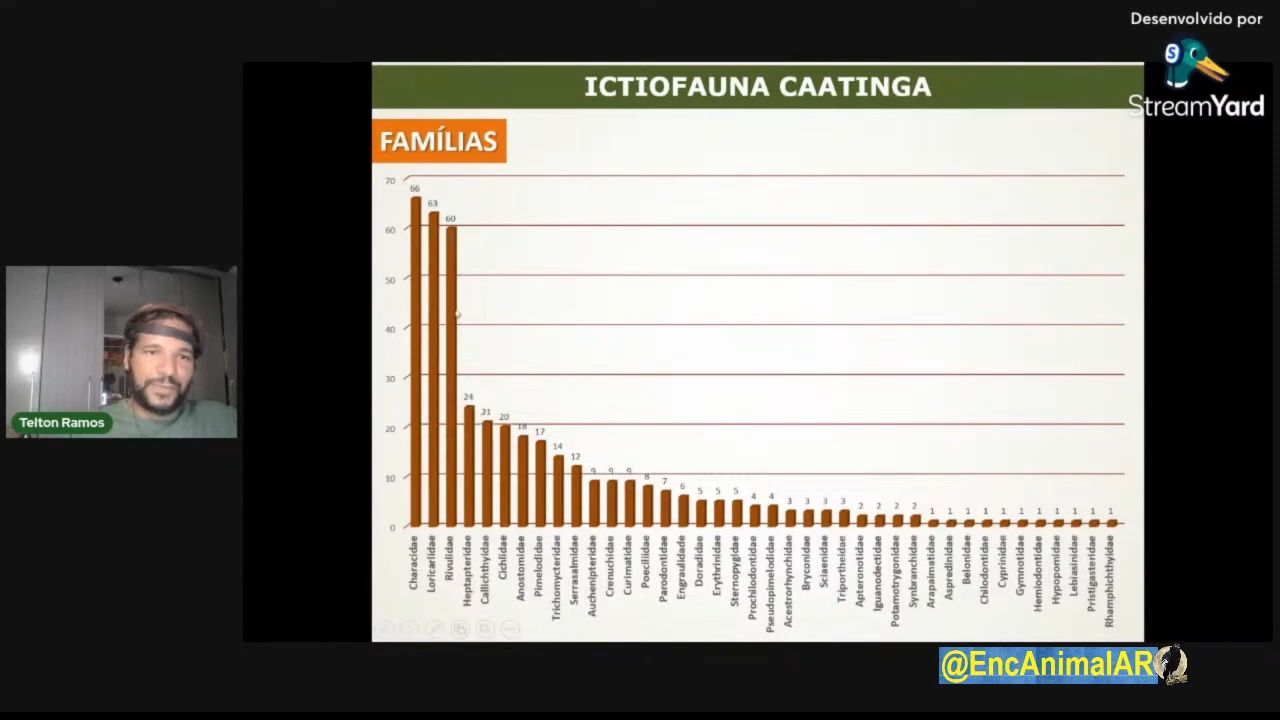 Desenvolvido por
StreamYard
ICTIOFAUNA CAATINGA
FAMÍLIAS
70
60
50
40
30
20
10
0
66
63
60
24
21
20
18
17
14
12
9
9
9
8
7
6
5
5
5
4
4
3
3
3
3
2
2
2
2
1
1
1
1
1
1
1
1
1
1
1
Characidae
Loricariidae
Rivulidae
Heptapteridae
Callichthyidae
Cichlidae
Anostomidae
Pimelodidae
Trichomycteridae
Serrasalmidae
Auchenipteridae
Crenuchidae
Curimatidae
Poeciliidae
Parodontidae
Engraulidade
Doradidae
Erythrinidae
Sternopygidae
Prochilodontidae
Pseudopimelodidae
Acestrorhynchidae
Bryconidae
Sciaenidae
Triportheidae
Apteronotidae
Iguanodectidae
Potamotrygonidae
Synbranchidae
Arapaimatidae
Aspredinidae
Belonidae
Chilodontidae
Cyprinidae
Gymnotidae
Hemiodontidae
Hypopomidae
Lebiasinidae
Pristigasteridae
Rhamphichthyidae
Telton Ramos
@EncAnimalAR